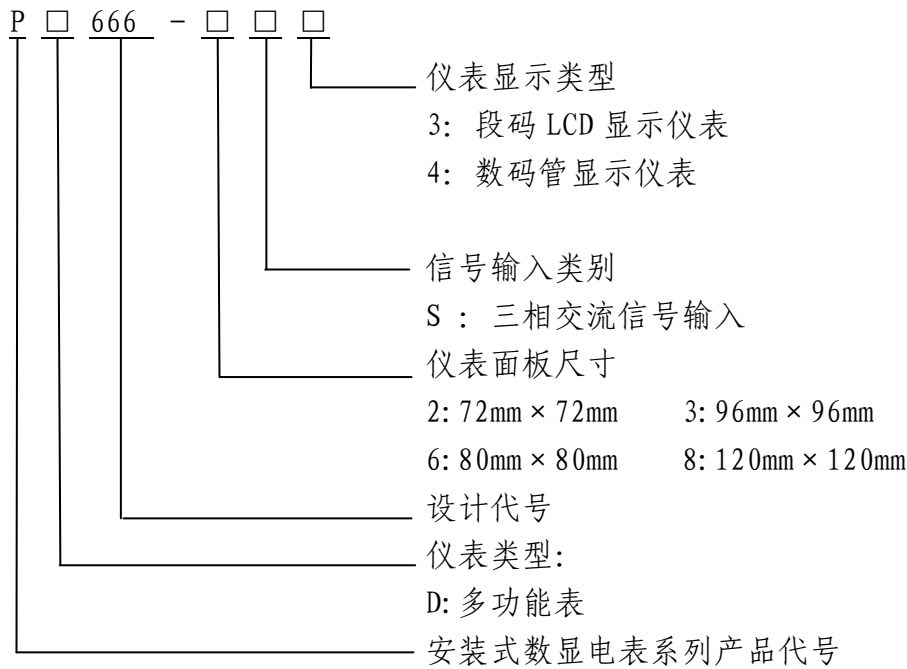 P □ 666 - □ □ □
仪表显示类型
3: 段码 LCD 显示仪表
4: 数码管显示仪表
信号输入类别
S : 三相交流信号输入
仪表面板尺寸
2: 72mm × 72mm 3: 96mm × 96mm
6: 80mm × 80mm 8: 120mm × 120mm
设计代号
仪表类型:
D: 多功能表
安装式数显电表系列产品代号